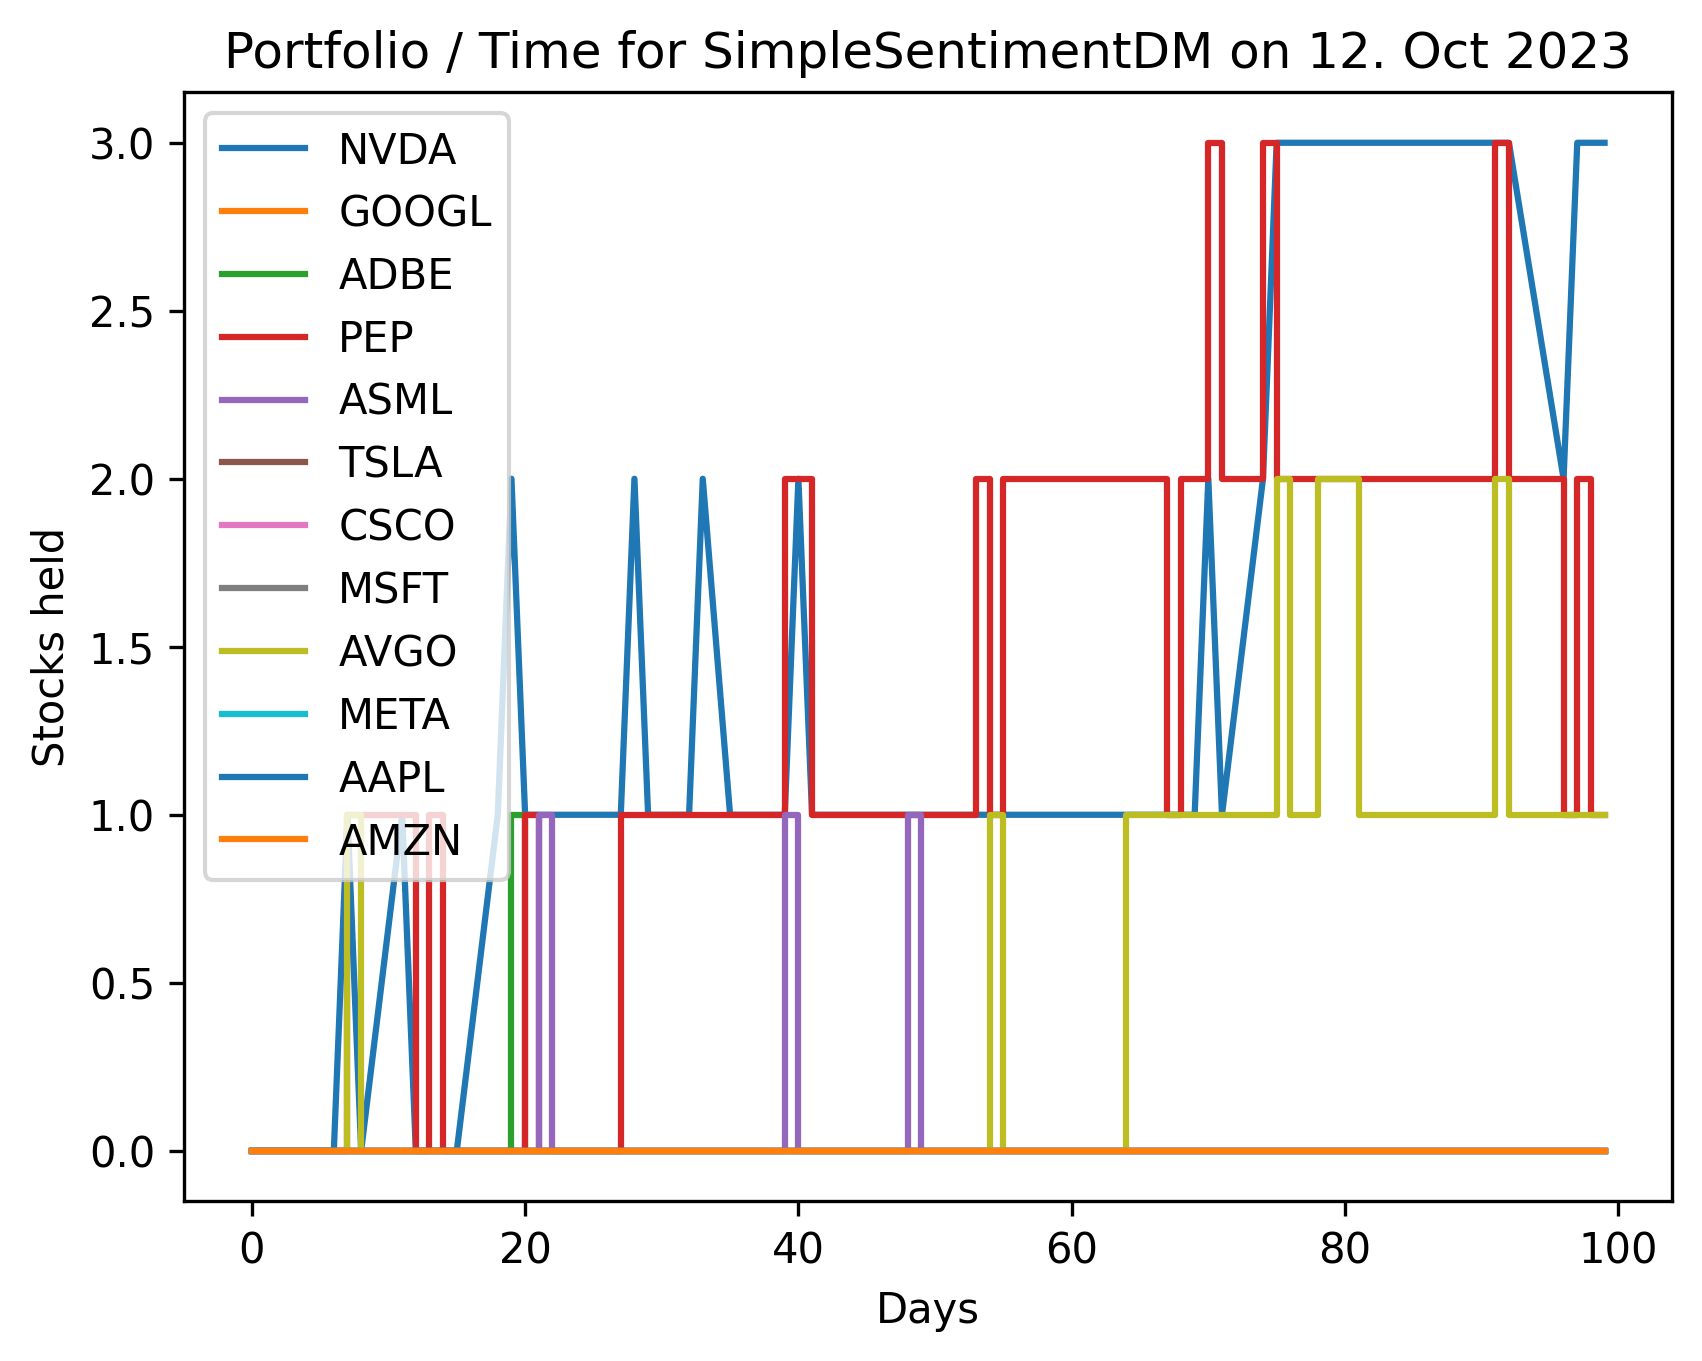 Portfolio / Time for SimpleSentimentDM on 12. Oct 2023
NVDA
GOOGL
ADBE
PEP
ASML
TSLA
CSCO
MSFT
AVGO
META
AAPL
AMZN
3.0
2.5
2.0
1.5
1.0
0.5
0.0
Stocks held
0 20 40 60 80 100
Days